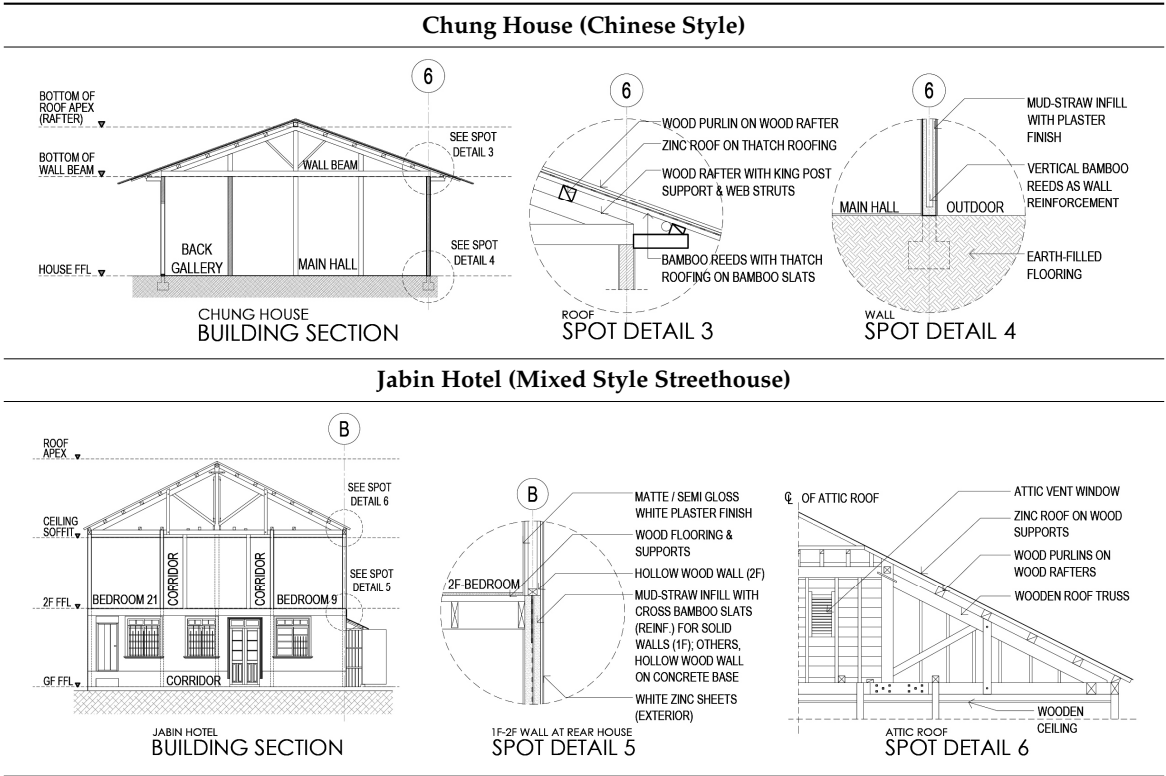 Chung House (Chinese Style)
BOTTOM OF
ROOF APEX
(RAFTER)
BOTTOM OF
WALL BEAM
HOUSE FFL
6
SEE SPOT
DETAIL 3
WALL BEAM
BACK
GALLERY
MAIN HALL
SEE SPOT
DETAIL 4
CHUNG HOUSE
BUILDING SECTION
6
WOOD PURLIN ON WOOD RAFTER
ZINC ROOF ON THATCH ROOFING
WOOD RAFTER WITH KING POST
SUPPORT & WEB STRUTS
BAMBOO REEDS WITH THATCH
ROOFING ON BAMBOO SLATS
ROOF
SPOT DETAIL 3
6
MUD-STRAW INFILL
WITH PLASTER
FINISH
VERTICAL BAMBOO
REEDS AS WALL
REINFORCEMENT
MAIN HALL
OUTDOOR
EARTH-FILLED
FLOORING
WALL
SPOT DETAIL 4
Jabin Hotel (Mixed Style Streethouse)
ROOF
APEX
CEILING
SOFFIT
2F FFL
GF FFL
B
SEE SPOT
DETAIL 6
SEE SPOT
DETAIL 5
BEDROOM 21
CORRIDOR
CORRIDOR
BEDROOM 9
CORRIDOR
JABIN HOTEL
BUILDING SECTION
B
2F BEDROOM
MATTE / SEMI GLOSS
WHITE PLASTER FINISH
WOOD FLOORING &
SUPPORTS
HOLLOW WOOD WALL (2F)
MUD-STRAW INFILL WITH
CROSS BAMBOO SLATS
(REINF.) FOR SOLID
WALLS (1F); OTHERS,
HOLLOW WOOD WALL
ON CONCRETE BASE
WHITE ZINC SHEETS
(EXTERIOR)
1F-2F WALL AT REAR HOUSE
SPOT DETAIL 5
℄ OF ATTIC ROOF
ATTIC VENT WINDOW
ZINC ROOF ON WOOD
SUPPORTS
WOOD PURLINS ON
WOOD RAFTERS
WOODEN ROOF TRUSS
WOODEN
CEILING
ATTIC ROOF
SPOT DETAIL 6